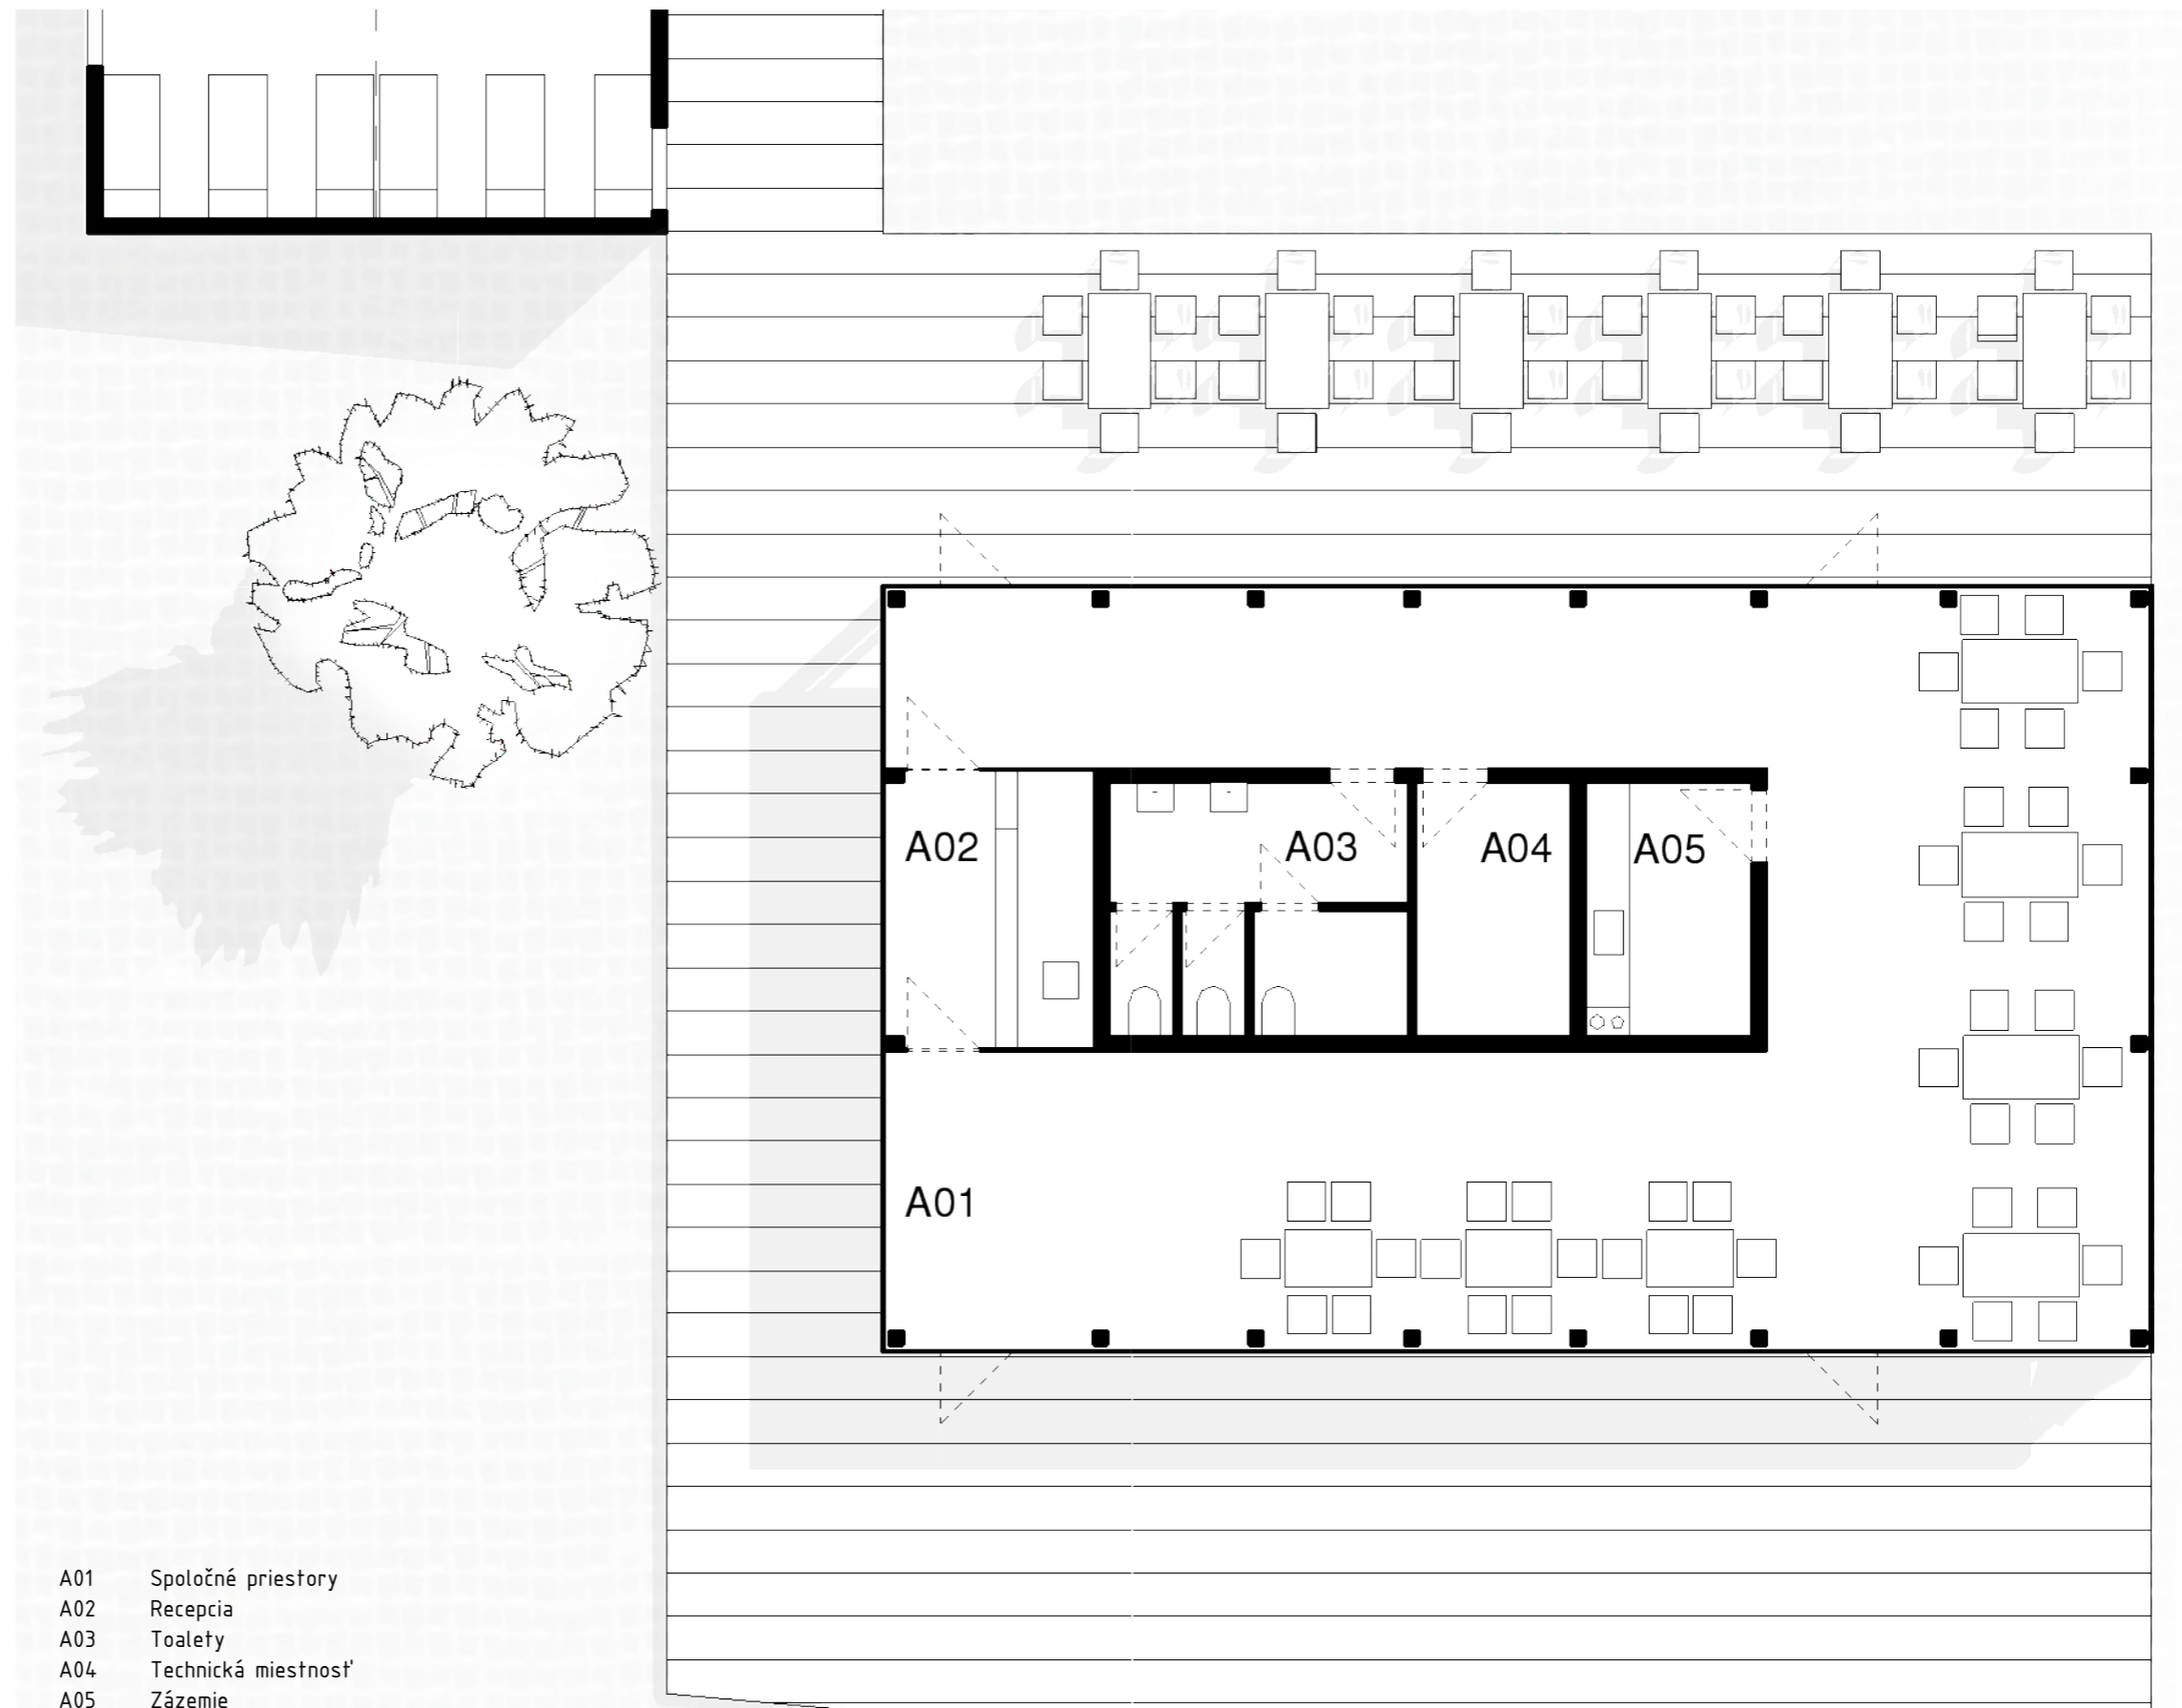 A02
A03
A04
A05
A01
A01 Spoločné priestory
A02 Recepcia
A03 Toalety
A04 Technická miestnosť
A05 Zázemie